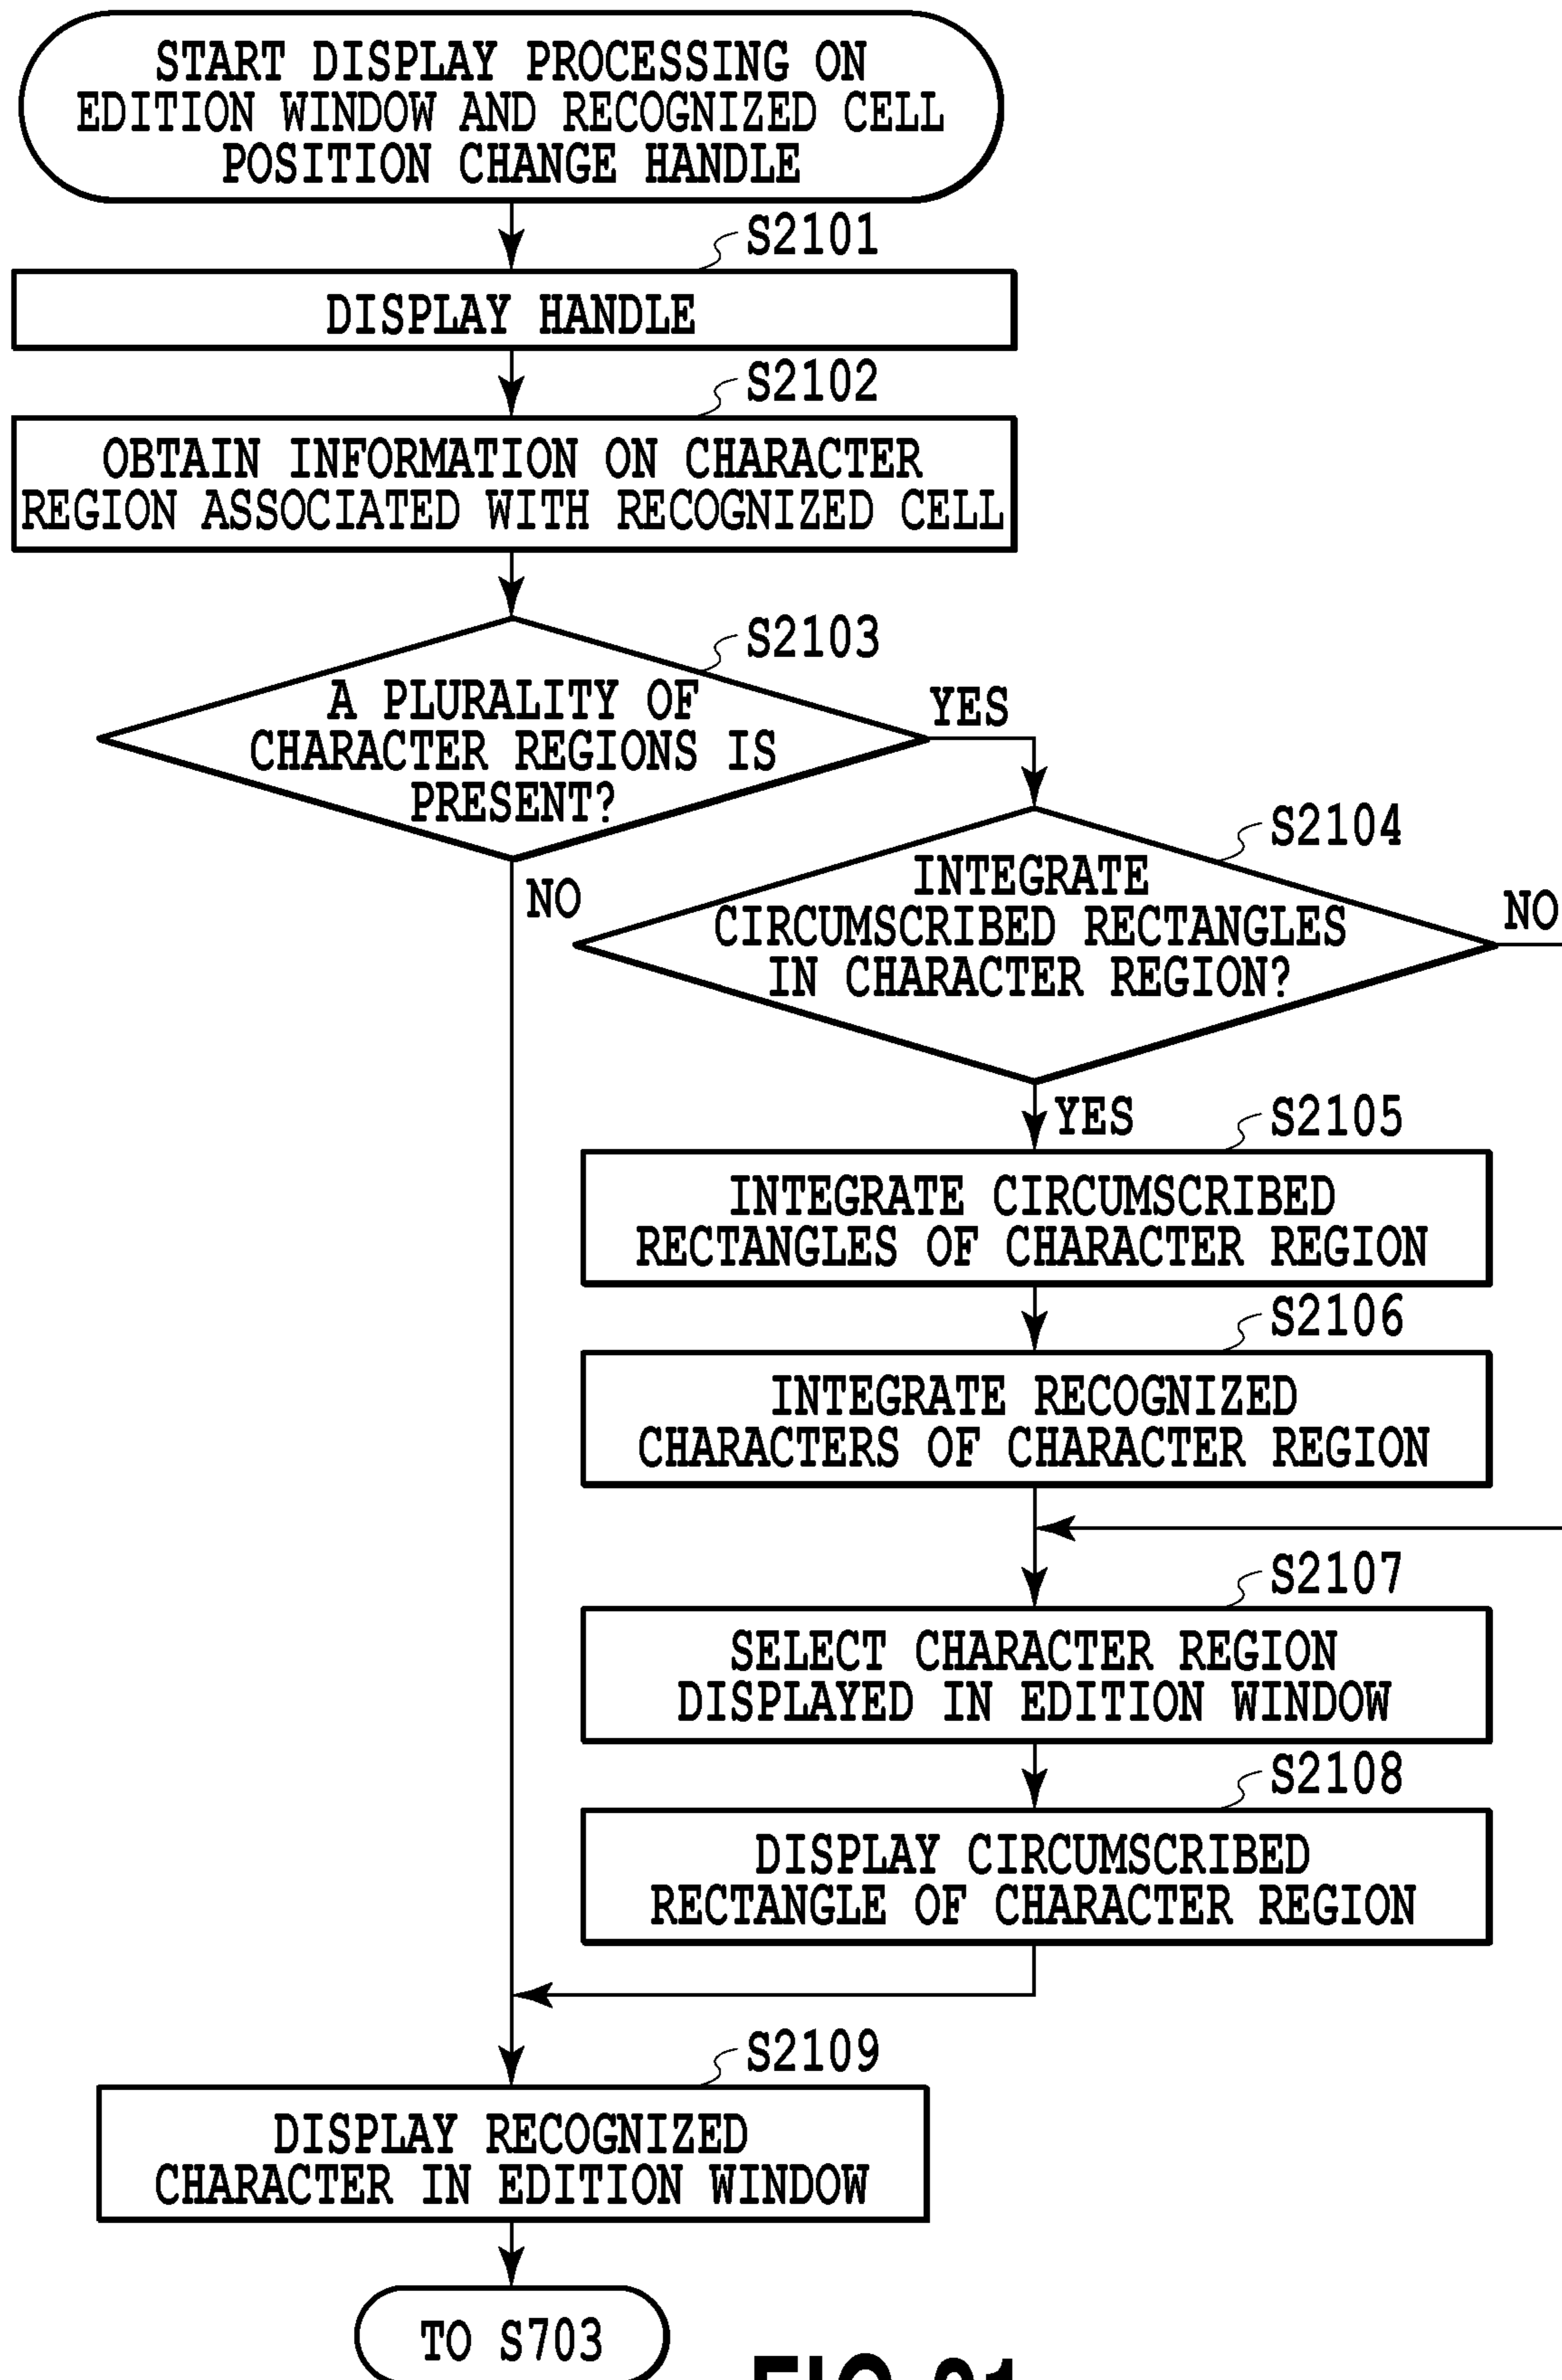 START DISPLAY PROCESSING ON
EDITION WINDOW AND RECOGNIZED CELL
POSITION CHANGE HANDLE
S2101
DISPLAY HANDLE
S2102
OBTAIN INFORMATION ON CHARACTER
REGION ASSOCIATED WITH RECOGNIZED CELL
S2103
A PLURALITY OF
CHARACTER REGIONS IS
PRESENT?
YES
NO
S2104
INTEGRATE
CIRCUMSCRIBED RECTANGLES
IN CHARACTER REGION?
NO
YES
S2105
INTEGRATE CIRCUMSCRIBED
RECTANGLES OF CHARACTER REGION
S2106
INTEGRATE RECOGNIZED
CHARACTERS OF CHARACTER REGION
S2107
SELECT CHARACTER REGION
DISPLAYED IN EDITION WINDOW
S2108
DISPLAY CIRCUMSCRIBED
RECTANGLE OF CHARACTER REGION
S2109
DISPLAY RECOGNIZED
CHARACTER IN EDITION WINDOW
TO S703
FIG.21